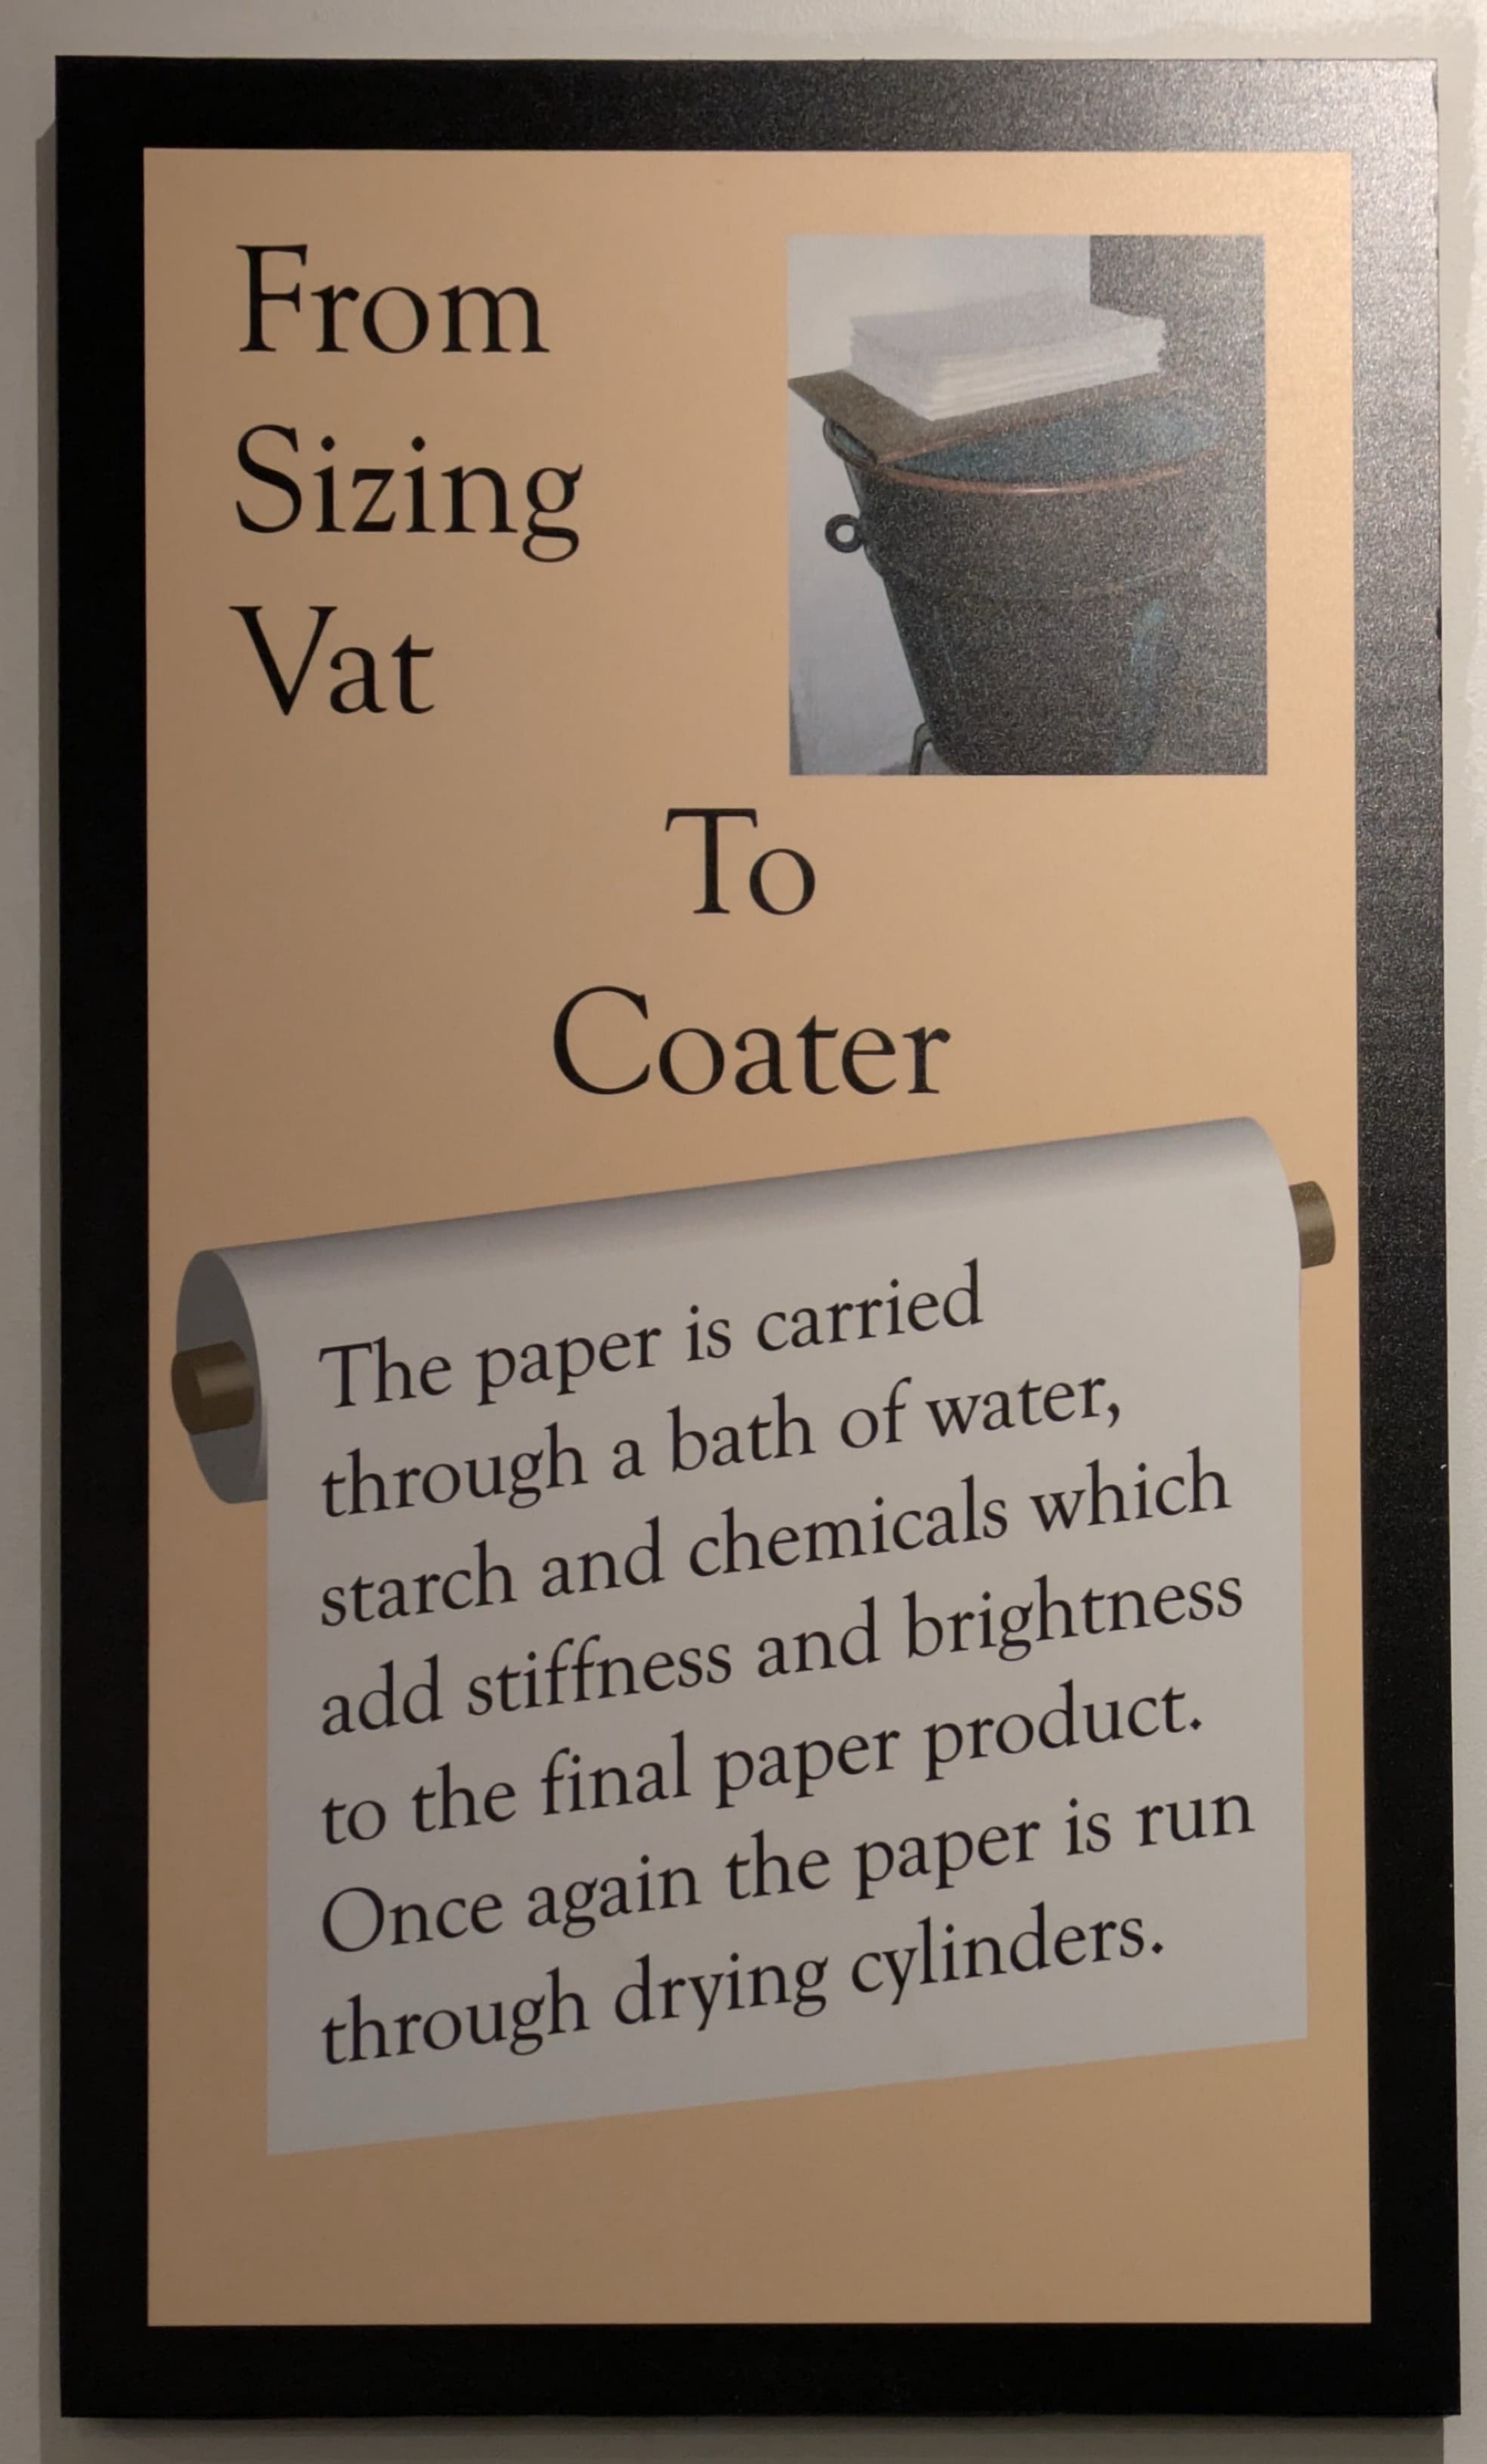 From
Sizing
Vat
To
Coater
The paper is carried
through a bath of water,
starch and chemicals which
add stiffness and brightness
to the final paper product.
Once again the paper is run
through drying cylinders.